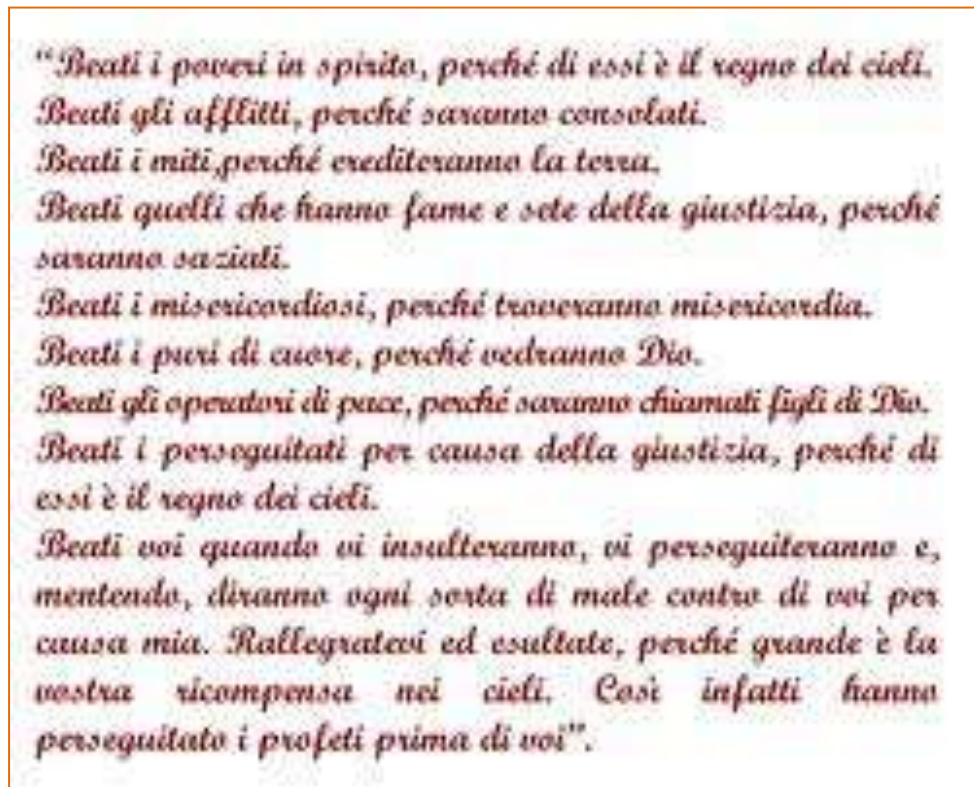 “Beati i poveri in spirito, perché di essi è il regno dei cieli.
Beati gli afflitti, perché saranno consolati.
Beati i miti,perché erediteranno la terra.
Beati quelli che hanno fame e sete della giustizia, perché
saranno saziati.
Beati i misericordiosi, perché troveranno misericordia.
Beati i puri di cuore, perché vedranno Dio.
Beati gli operatori di pace, perché saranno chiamati figli di Dio.
Beati i perseguitati per causa della giustizia, perché di
essi è il regno dei cieli.
Beati voi quando vi insulteranno, vi perseguiteranno e,
mentendo, diranno ogni sorta di male contro di voi per
causa mia. Rallegratevi ed esultate, perché grande è la
vostra ricompensa nei cieli. Così infatti hanno
perseguitato i profeti prima di voi”.